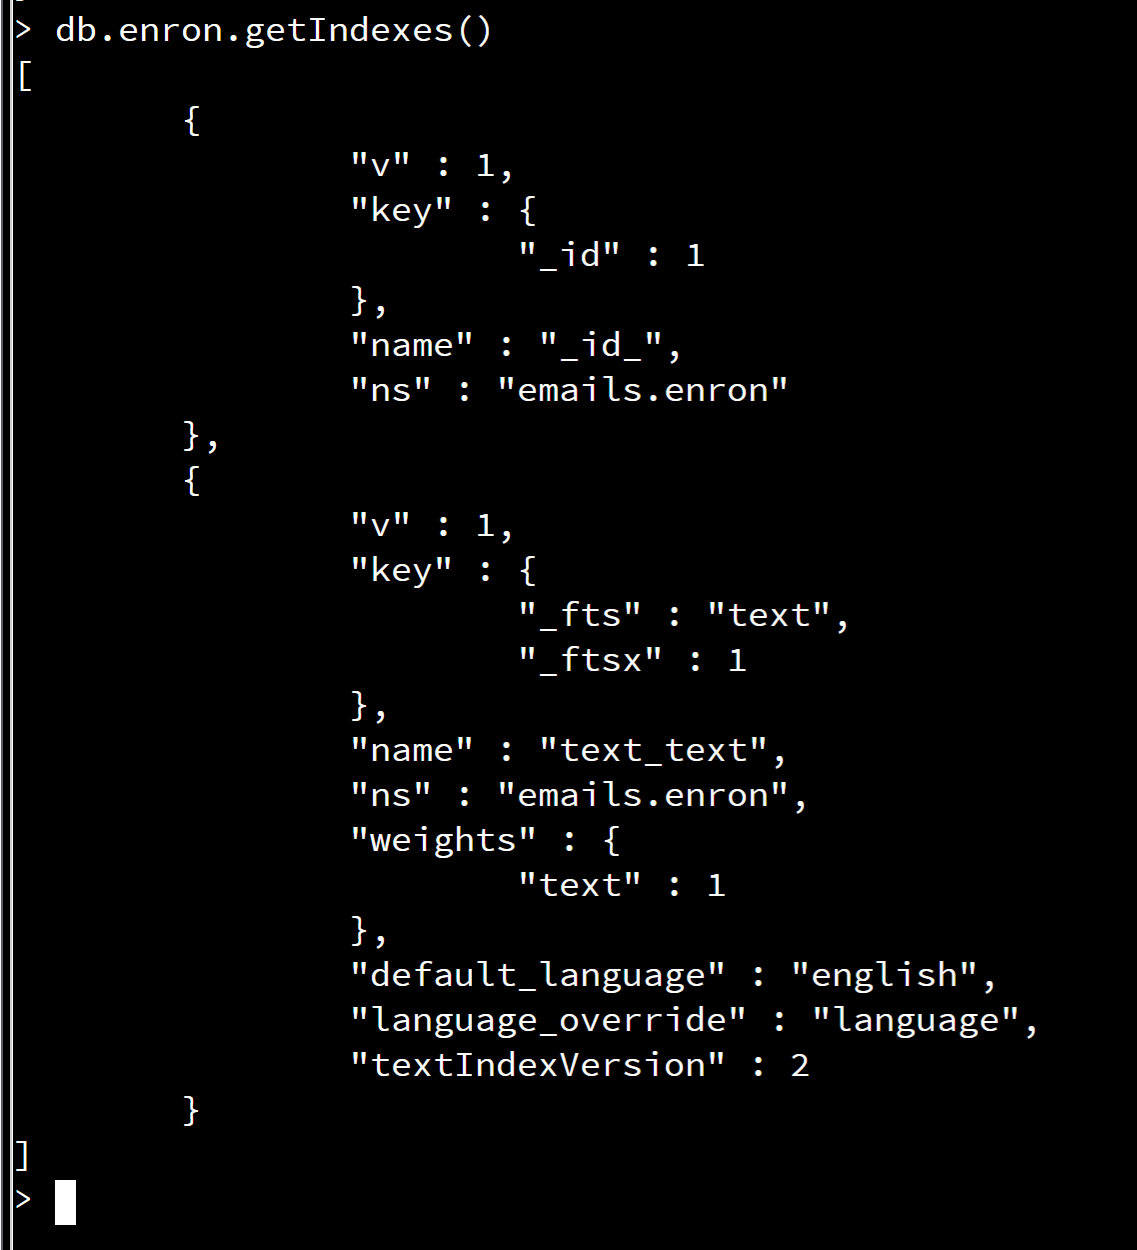 > db.enron.getIndexes()
[
        {
                "v" : 1,
                "key" : {
                        "_id" : 1
                },
                "name" : "_id_",
                "ns" : "emails.enron"
        },
        {
                "v" : 1,
                "key" : {
                        "_fts" : "text",
                        "_ftsx" : 1
                },
                "name" : "text_text",
                "ns" : "emails.enron",
                "weights" : {
                        "text" : 1
                },
                "default_language" : "english",
                "language_override" : "language",
                "textIndexVersion" : 2
        }
]
>